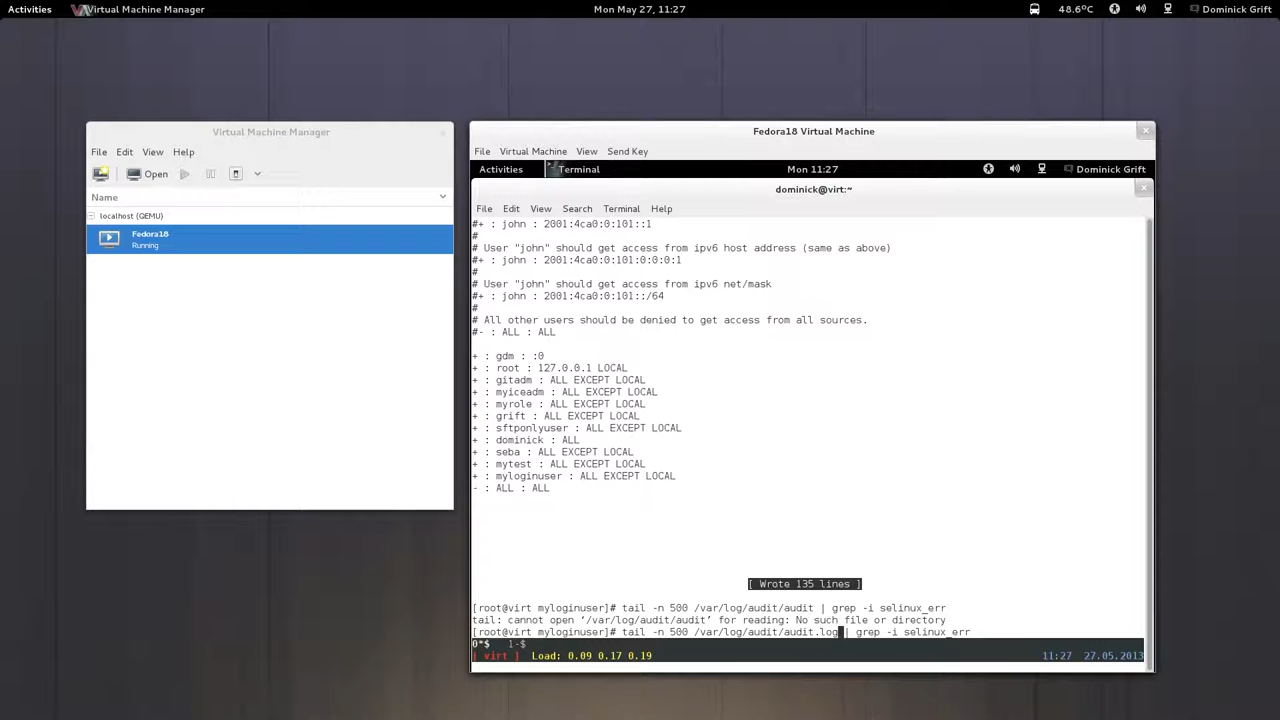 Activities Virtual Machine Manager Mon May 27, 11:27 48.6°C Dominick Grift
Virtual Machine Manager
File Edit View Help
Open
Name
localhost (QEMU)
Fedora18
Running
Fedora18 Virtual Machine
File Virtual Machine View Send Key
Activities Terminal Mon 11:27 Dominick Grift
dominick@virt:~
File Edit View Search Terminal Help
#+ : john : 2001:4ca0:0:101::1
#
# User "john" should get access from ipv6 host address (same as above)
#+ : john : 2001:4ca0:0:101:0:0:0:1
#
# User "john" should get access from ipv6 net/mask
#+ : john : 2001:4ca0:0:101::/64
#
# All other users should be denied to get access from all sources.
#- : ALL : ALL
+ : gdm : :0
+ : root : 127.0.0.1 LOCAL
+ : gitadm : ALL EXCEPT LOCAL
+ : myiceadm : ALL EXCEPT LOCAL
+ : myrole : ALL EXCEPT LOCAL
+ : grift : ALL EXCEPT LOCAL
+ : sftponlyuser : ALL EXCEPT LOCAL
+ : dominick : ALL
+ : seba : ALL EXCEPT LOCAL
+ : mytest : ALL EXCEPT LOCAL
+ : myloginuser : ALL EXCEPT LOCAL
- : ALL : ALL
[ Wrote 135 lines ]
[root@virt myloginuser]# tail -n 500 /var/log/audit/audit | grep -i selinux_err
tail: cannot open ‘/var/log/audit/audit’ for reading: No such file or directory
[root@virt myloginuser]# tail -n 500 /var/log/audit/audit.log | grep -i selinux_err
0*$ 1-$
[ virt ] Load: 0.09 0.17 0.19 11:27 27.05.2013